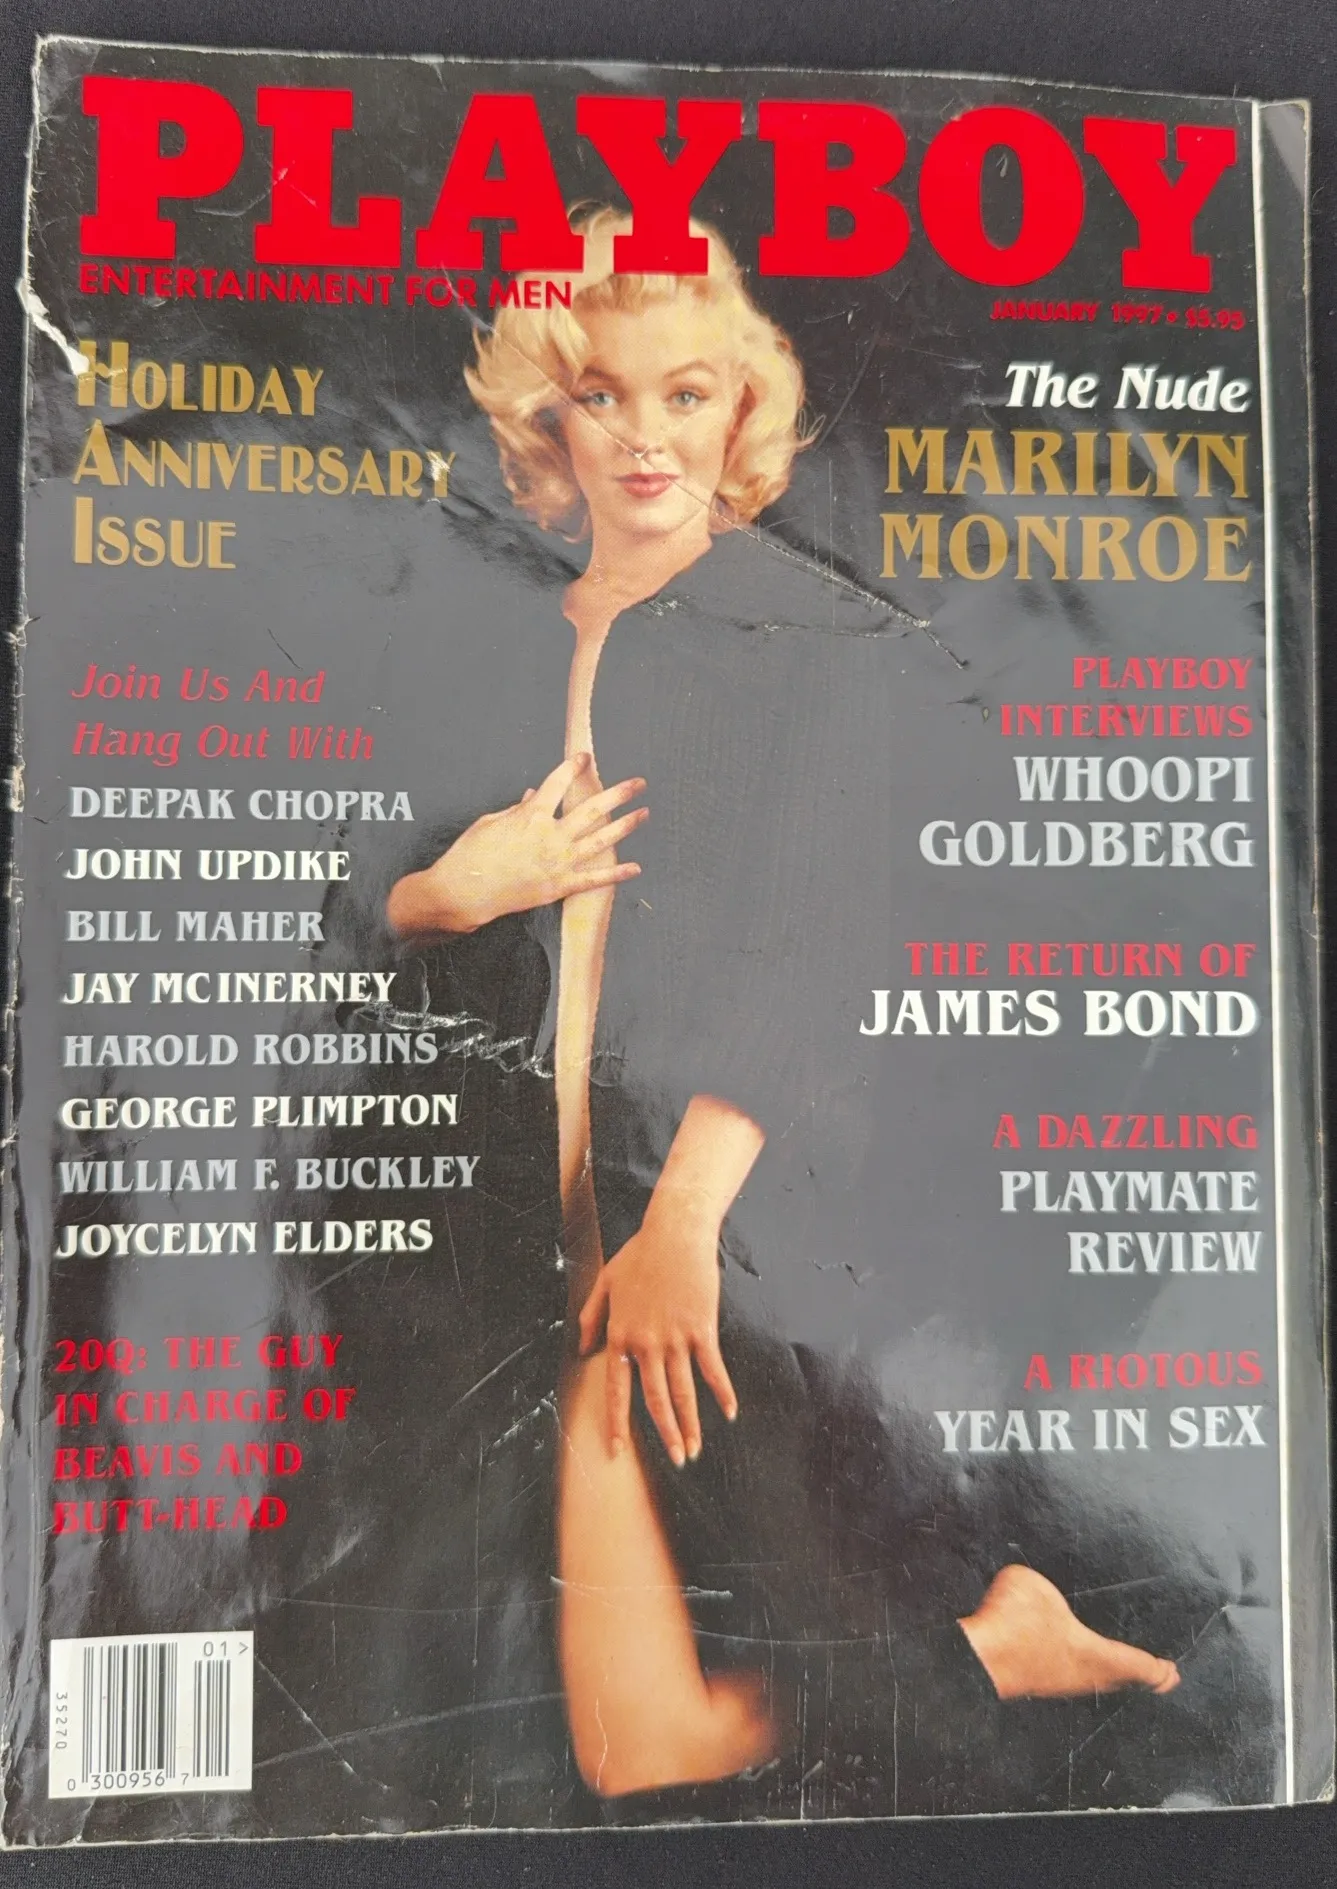 PLAYBOY
ENTERTAINMENT FOR MEN
JANUARY 1997 • $5.95
HOLIDAY
ANNIVERSARY
ISSUE
The Nude
MARILYN
MONROE
Join Us And
Hang Out With
DEEPAK CHOPRA
JOHN UPDIKE
BILL MAHER
JAY MCINERNEY
HAROLD ROBBINS
GEORGE PLIMPTON
WILLIAM F. BUCKLEY
JOYCELYN ELDERS
PLAYBOY
INTERVIEWS
WHOOPI
GOLDBERG
THE RETURN OF
JAMES BOND
A DAZZLING
PLAYMATE
REVIEW
A RIOTOUS
YEAR IN SEX
20Q: THE GUY
IN CHARGE OF
BEAVIS AND
BUTT-HEAD
01>
35270
0 300956 7